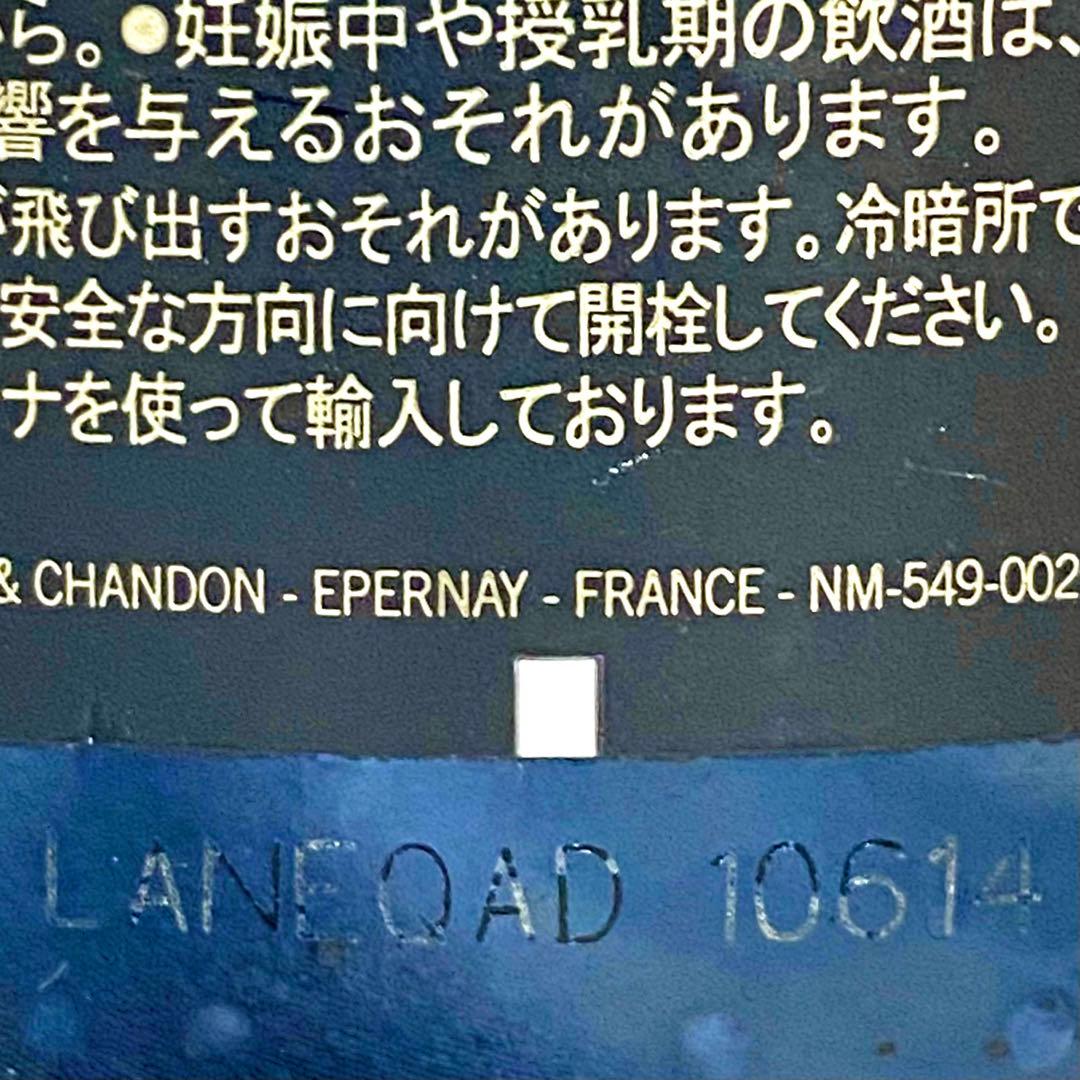 ら。●妊娠中や授乳期の飲酒は、
響を与えるおそれがあります。
が飛び出すおそれがあります。冷暗所で
安全な方向に向けて開栓してください。
ナを使って輸入しております。
& CHANDON - EPERNAY - FRANCE - NM-549-002
LANEQAD 10614